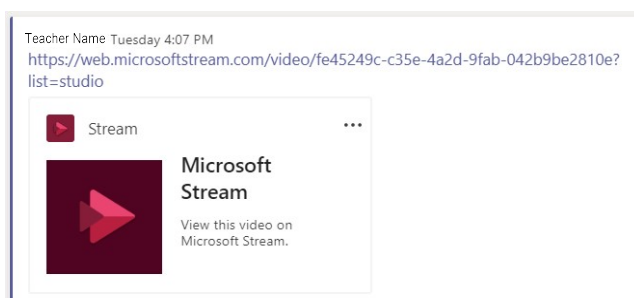 Teacher Name Tuesday 4:07 PM
https://web.microsoftstream.com/video/fe45249c-c35e-4a2d-9fab-042b9be2810e?
list=studio
Stream
Microsoft
Stream
View this video on
Microsoft Stream.